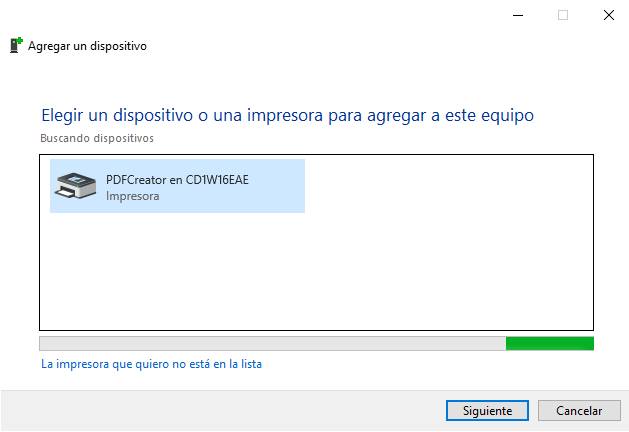 Agregar un dispositivo
Elegir un dispositivo o una impresora para agregar a este equipo
Buscando dispositivos
PDFCreator en CD1W16EAE
Impresora
La impresora que quiero no está en la lista
Siguiente
Cancelar